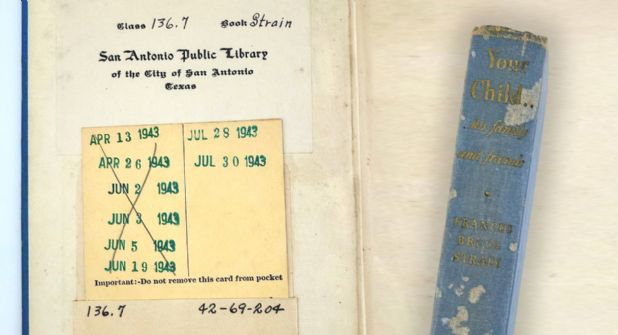 Class 136.7 Book Strain
San Antonio Public Library
of the City of San Antonio
Texas
APR 13 1943
APR 26 1943
JUN 2 1943
JUN 3 1943
JUN 5 1943
JUN 19 1943
JUL 28 1943
JUL 30 1943
Important:-Do not remove this card from pocket
136.7 42-69-204
Your
Child..
his family
and friends
FRANCES
BRUCE
STRAIN